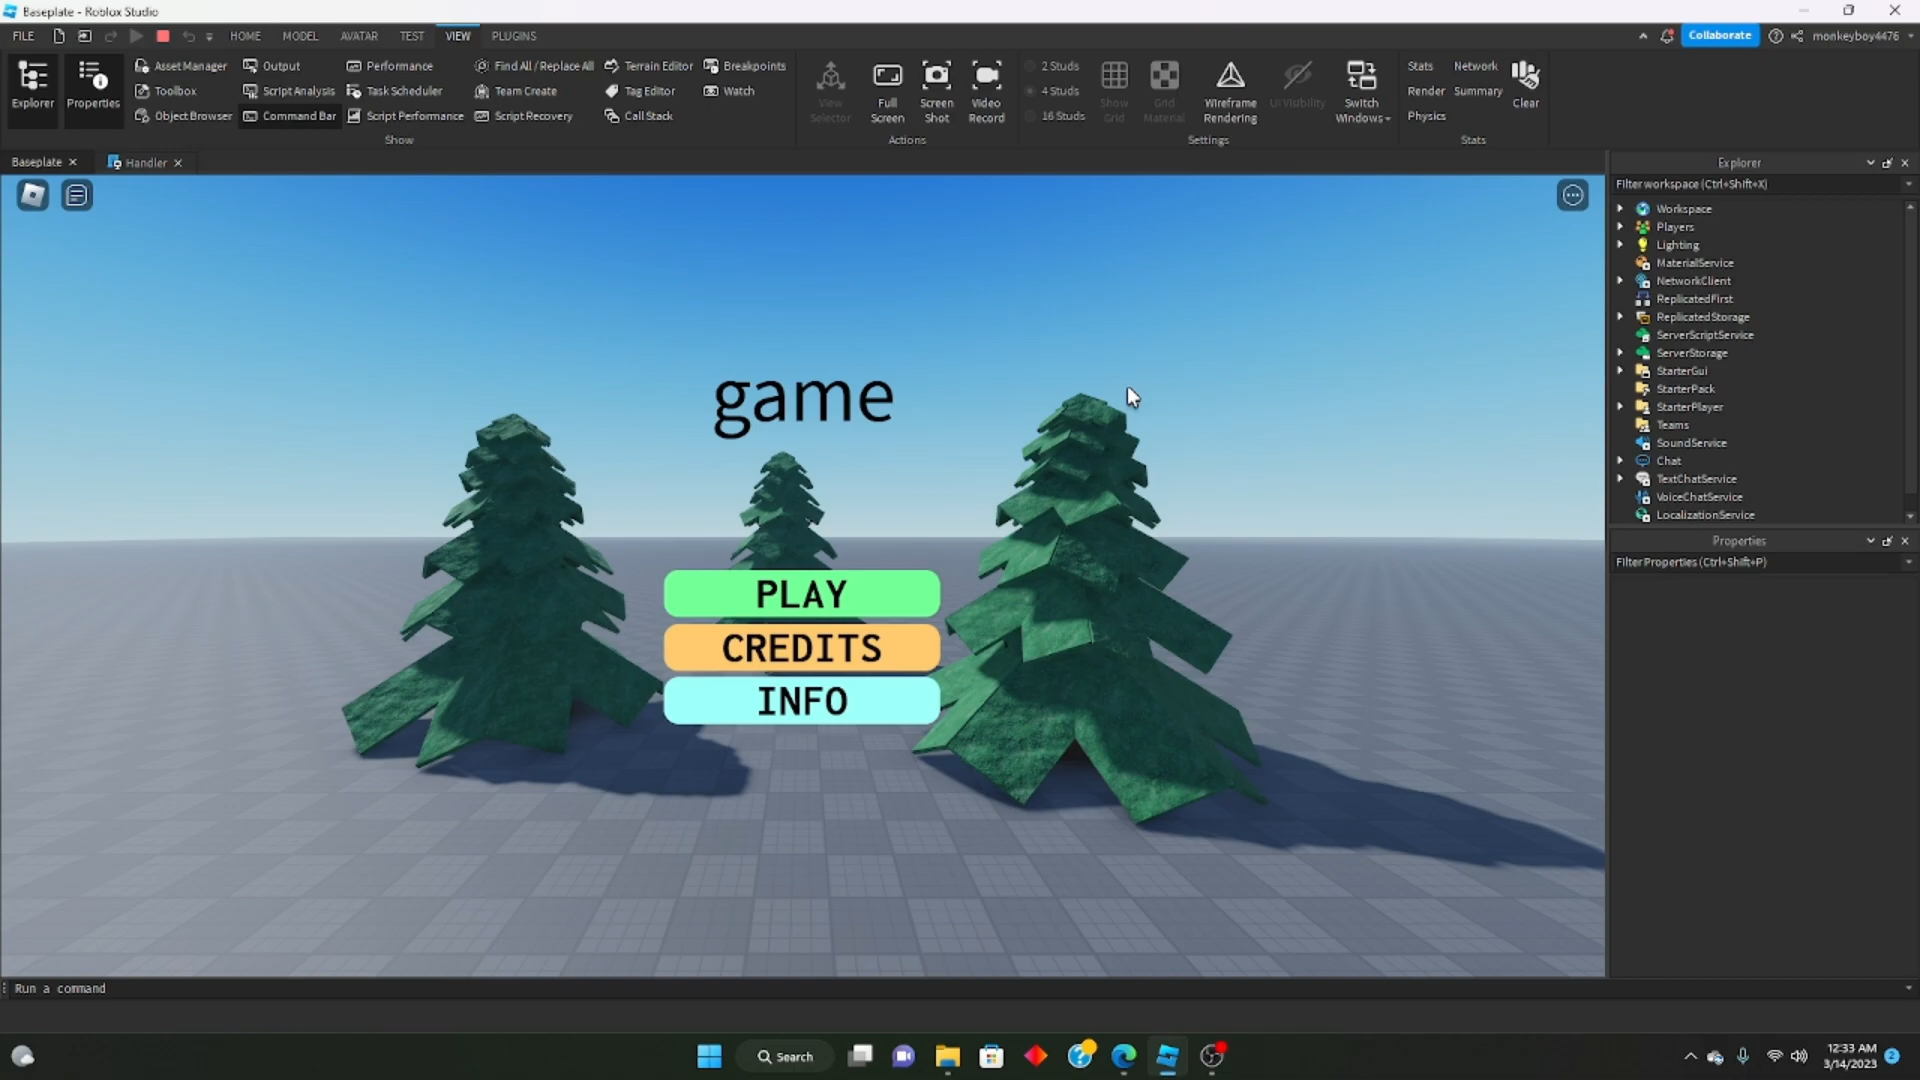 Baseplate - Roblox Studio
FILE HOME MODEL AVATAR TEST VIEW PLUGINS Collaborate monkeyboy4476
Explorer
Properties
Asset Manager Output Performance Find All / Replace All Terrain Editor Breakpoints
Toolbox Script Analysis Task Scheduler Team Create Tag Editor Watch
Object Browser Command Bar Script Performance Script Recovery Call Stack
Show
View Selector
Full Screen
Screen Shot
Video Record
Actions
2 Studs
4 Studs
16 Studs
Show Grid
Grid Material
Wireframe Rendering
UI Visibility
Switch Windows
Settings
Stats Network
Render Summary
Physics
Clear
Stats
Baseplate
Handler
Explorer
Filter workspace (Ctrl+Shift+X)
Workspace
Players
Lighting
MaterialService
NetworkClient
ReplicatedFirst
ReplicatedStorage
ServerScriptService
ServerStorage
StarterGui
StarterPack
StarterPlayer
Teams
SoundService
Chat
TextChatService
VoiceChatService
LocalizationService
Properties
Filter Properties (Ctrl+Shift+P)
game
PLAY
CREDITS
INFO
Run a command
Search
12:33 AM
3/14/2023
2